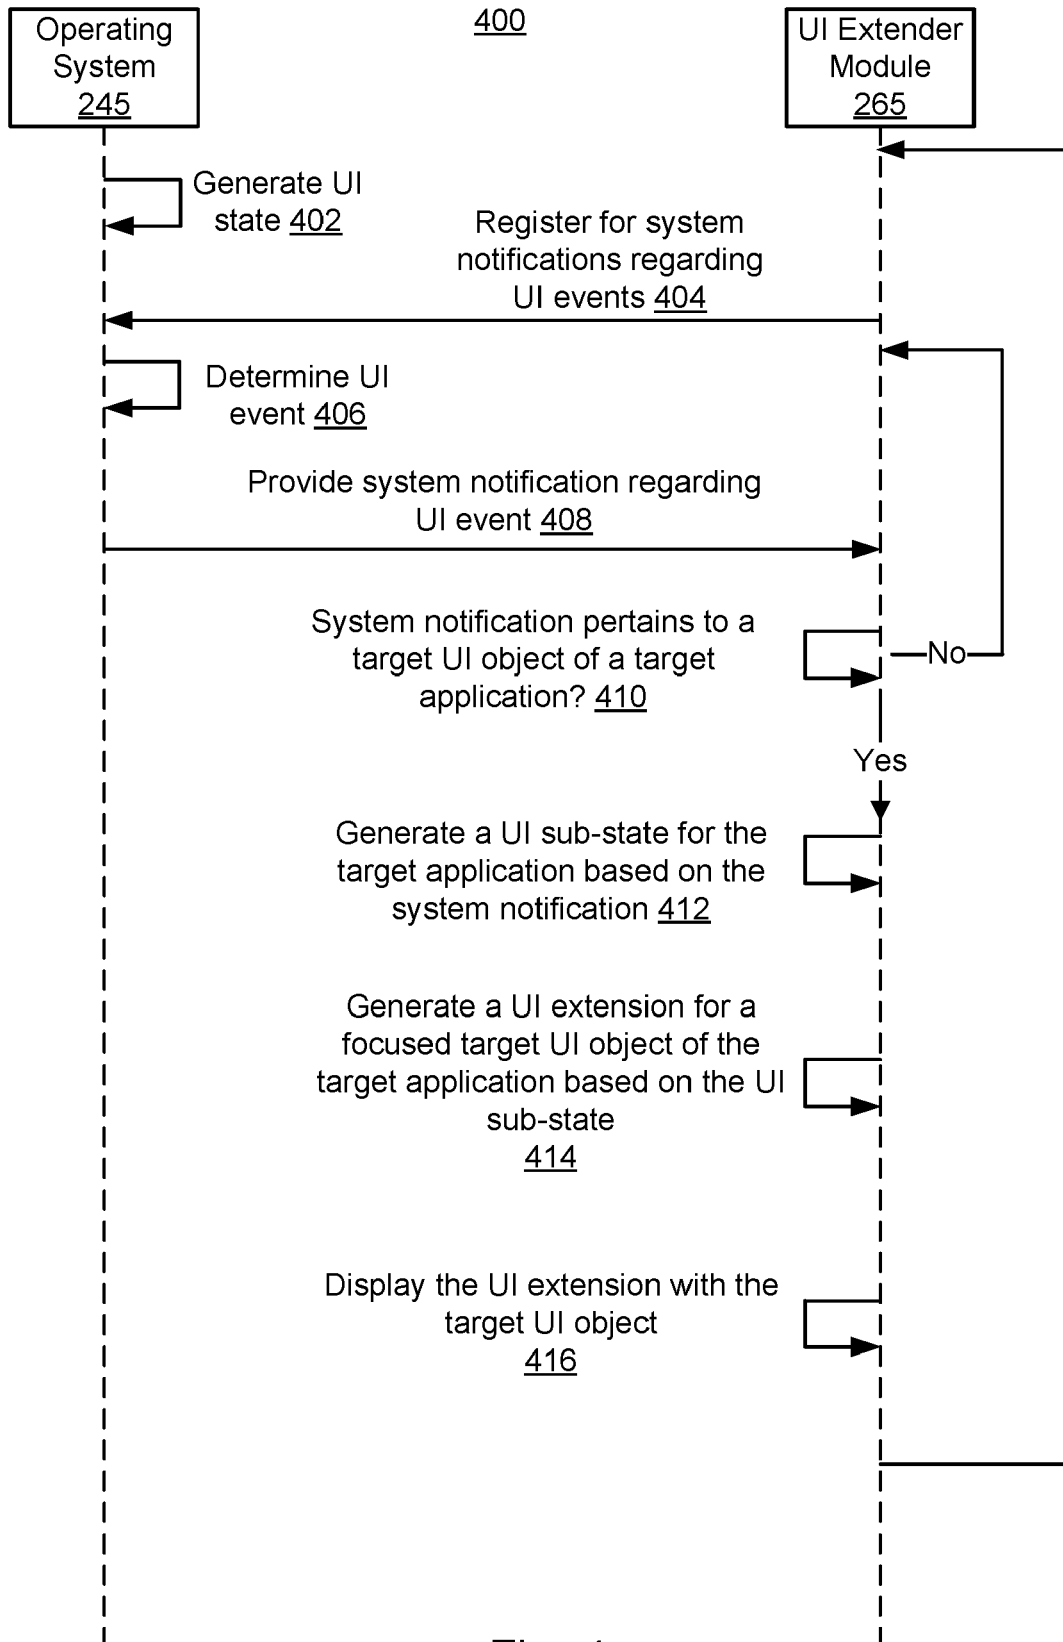 400
Operating
System
245
UI Extender
Module
265
Generate UI
state 402
Register for system
notifications regarding
UI events 404
Determine UI
event 406
Provide system notification regarding
UI event 408
System notification pertains to a
target UI object of a target
application? 410
No
Yes
Generate a UI sub-state for the
target application based on the
system notification 412
Generate a UI extension for a
focused target UI object of the
target application based on the UI
sub-state
414
Display the UI extension with the
target UI object
416